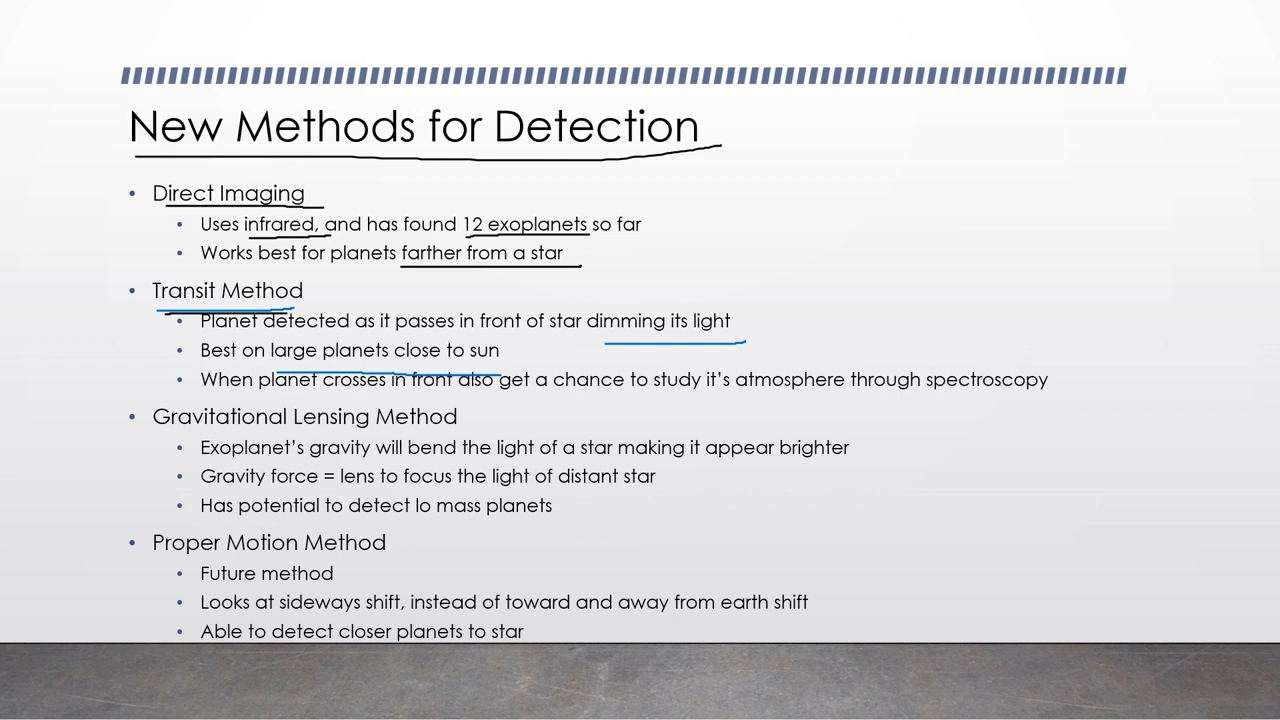 New Methods for Detection
• Direct Imaging
• Uses infrared, and has found 12 exoplanets so far
• Works best for planets farther from a star
• Transit Method
• Planet detected as it passes in front of star dimming its light
• Best on large planets close to sun
• When planet crosses in front also get a chance to study it’s atmosphere through spectroscopy
• Gravitational Lensing Method
• Exoplanet’s gravity will bend the light of a star making it appear brighter
• Gravity force = lens to focus the light of distant star
• Has potential to detect lo mass planets
• Proper Motion Method
• Future method
• Looks at sideways shift, instead of toward and away from earth shift
• Able to detect closer planets to star